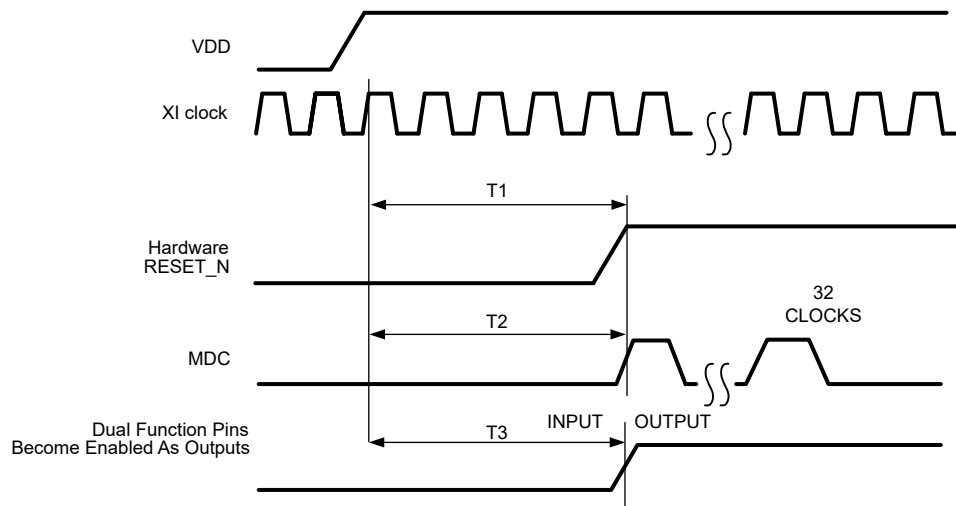 VDD
XI clock
T1
Hardware
RESET_N
32
CLOCKS
T2
MDC
Dual Function Pins
Become Enabled As Outputs
INPUT
OUTPUT
T3